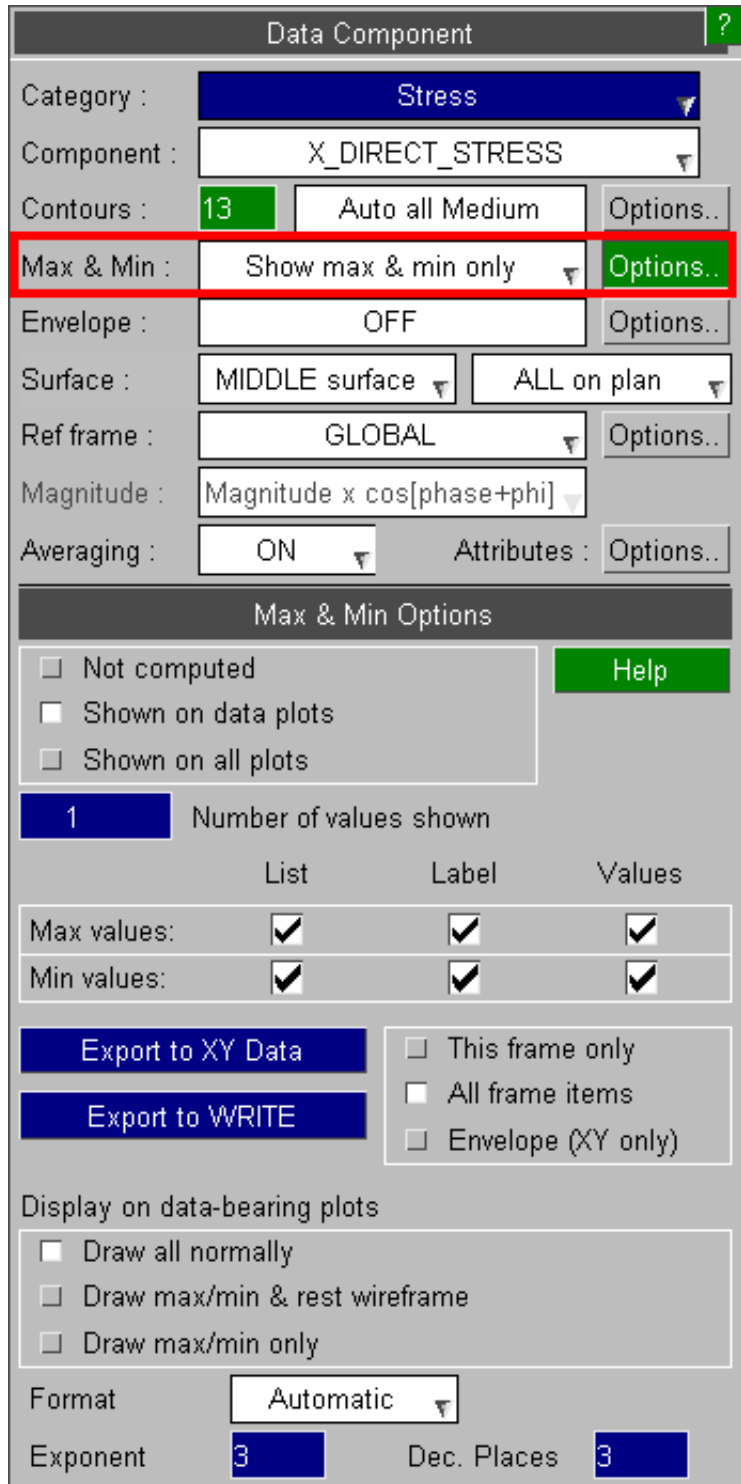 Data Component ?
Category : Stress
Component : X_DIRECT_STRESS
Contours : 13 Auto all Medium Options..
Max & Min : Show max & min only Options..
Envelope : OFF Options..
Surface : MIDDLE surface ALL on plan
Ref frame : GLOBAL Options..
Magnitude : Magnitude x cos[phase+phi]
Averaging : ON Attributes : Options..
Max & Min Options
Not computed Help
Shown on data plots
Shown on all plots
1 Number of values shown
List Label Values
Max values:
Min values:
Export to XY Data This frame only
All frame items
Export to WRITE
Envelope (XY only)
Display on data-bearing plots
Draw all normally
Draw max/min & rest wireframe
Draw max/min only
Format Automatic
Exponent 3 Dec. Places 3